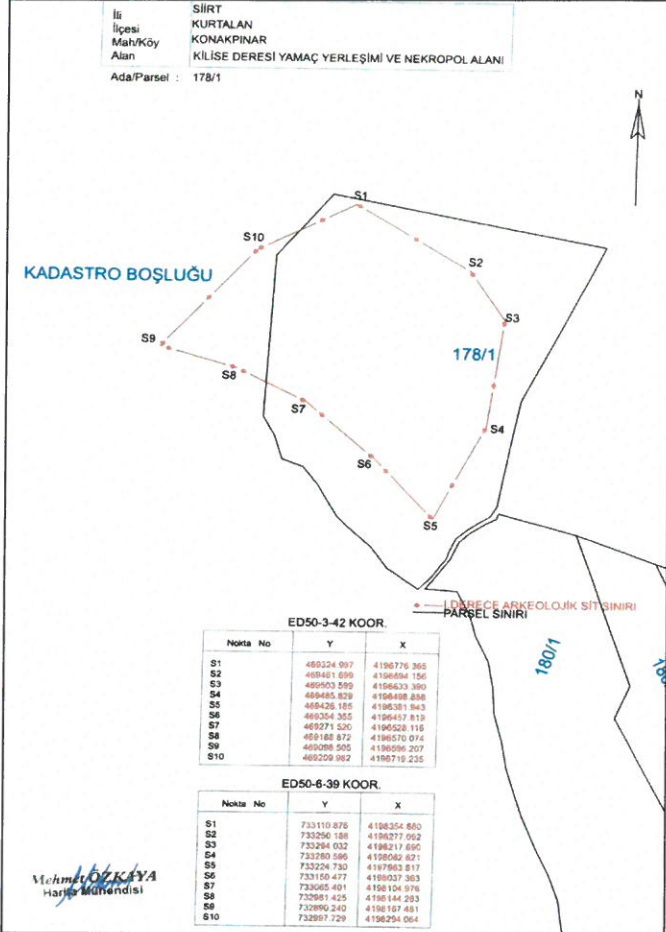 İli SİİRT
İlçesi KURTALAN
Mah/Köy KONAKPINAR
Alan KİLİSE DERESİ YAMAÇ YERLEŞİMİ VE NEKROPOL ALANI
Ada/Parsel : 178/1
N
S1
S10
S2
KADASTRO BOŞLUĞU
S3
S9
178/1
S8
S7
S4
S6
S5
I.DERECE ARKEOLOJİK SİT SINIRI
PARSEL SINIRI
180/1
ED50-3-42 KOOR.
Nokta No Y X
S1 469324.997 4196776.365
S2 469461.699 4196694.156
S3 469503.599 4196633.390
S4 469485.829 4196498.888
S5 469426.185 4196381.943
S6 469354.355 4196457.819
S7 469271.520 4196528.116
S8 469188.872 4196570.074
S9 469098.505 4196596.207
S10 469209.982 4196719.235
ED50-6-39 KOOR.
Nokta No Y X
S1 733110.876 4198354.880
S2 733250.188 4198277.092
S3 733294.032 4198217.690
S4 733280.596 4198082.621
S5 733224.730 4197963.817
S6 733150.477 4198037.363
S7 733065.401 4198104.976
S8 732981.425 4198144.283
S9 732890.240 4198167.481
S10 732997.729 4198294.064
Mehmet ÖZKAYA
Harita Mühendisi